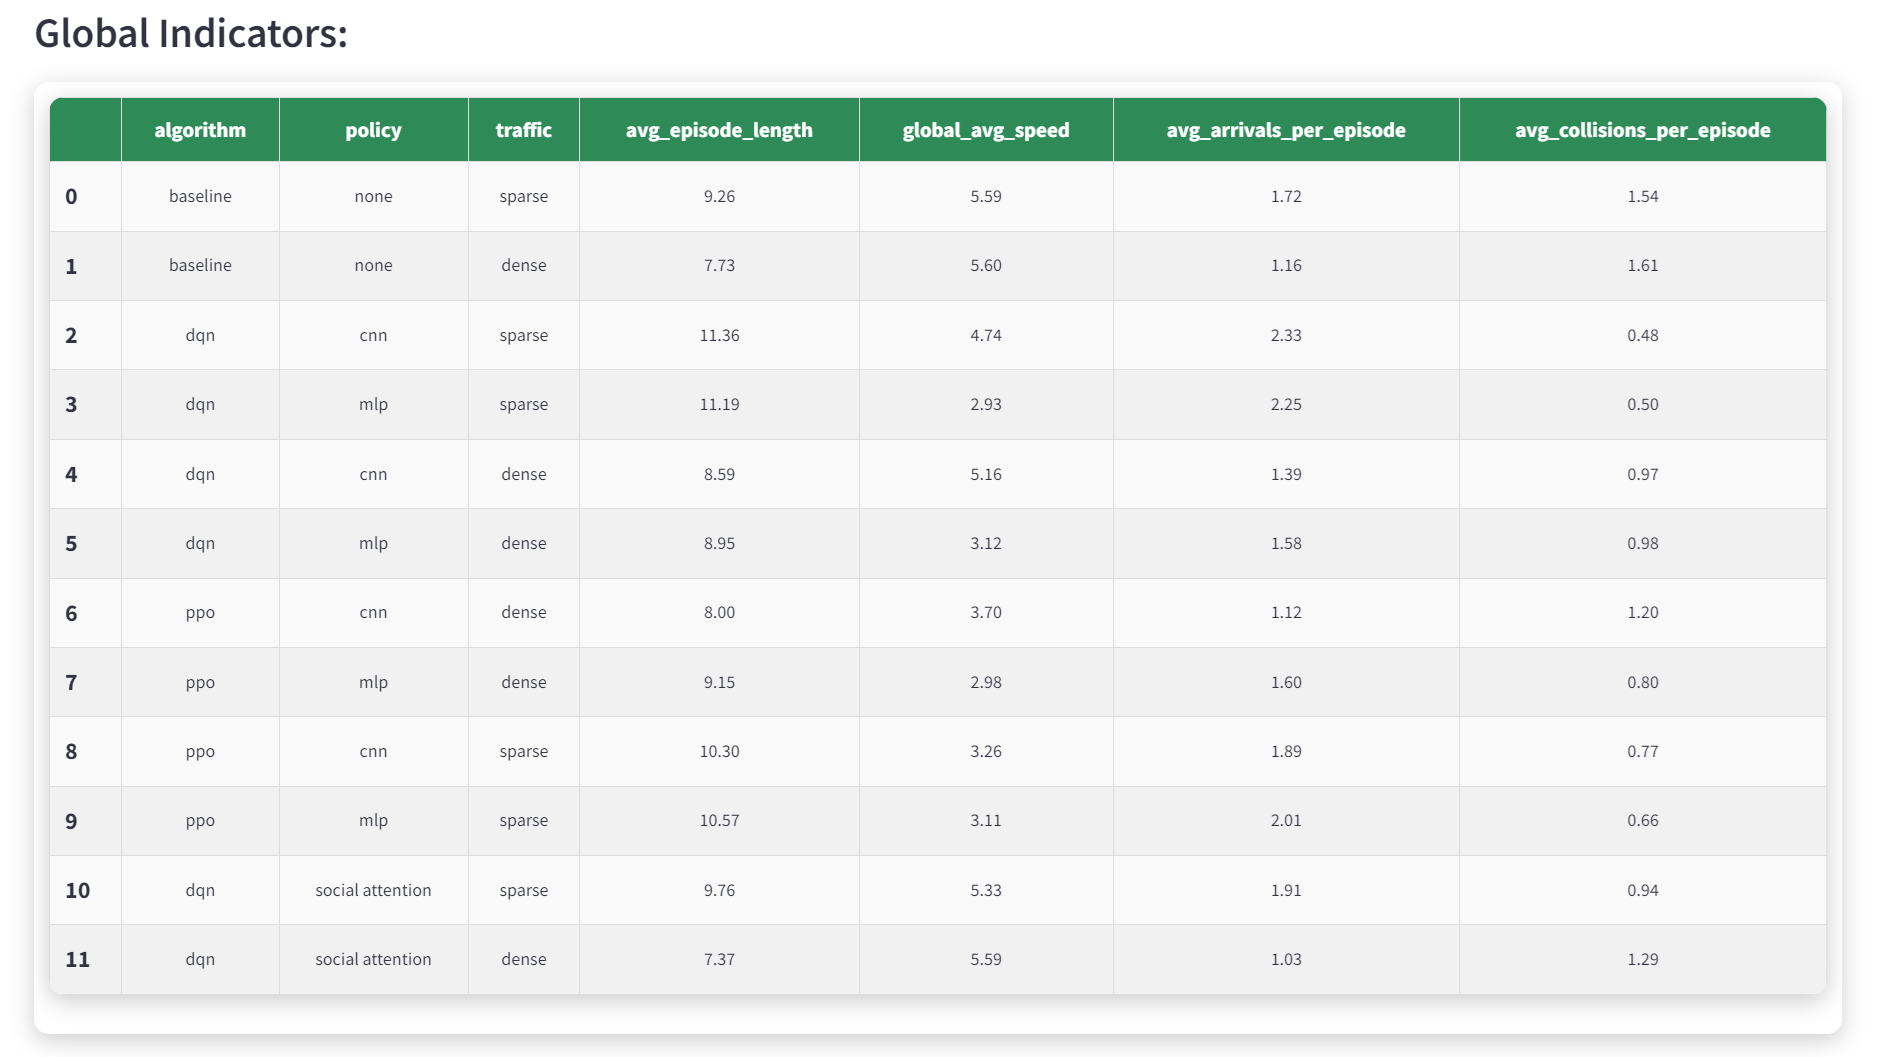 Global Indicators:
algorithm policy traffic avg_episode_length global_avg_speed avg_arrivals_per_episode avg_collisions_per_episode
0 baseline none sparse 9.26 5.59 1.72 1.54
1 baseline none dense 7.73 5.60 1.16 1.61
2 dqn cnn sparse 11.36 4.74 2.33 0.48
3 dqn mlp sparse 11.19 2.93 2.25 0.50
4 dqn cnn dense 8.59 5.16 1.39 0.97
5 dqn mlp dense 8.95 3.12 1.58 0.98
6 ppo cnn dense 8.00 3.70 1.12 1.20
7 ppo mlp dense 9.15 2.98 1.60 0.80
8 ppo cnn sparse 10.30 3.26 1.89 0.77
9 ppo mlp sparse 10.57 3.11 2.01 0.66
10 dqn social attention sparse 9.76 5.33 1.91 0.94
11 dqn social attention dense 7.37 5.59 1.03 1.29